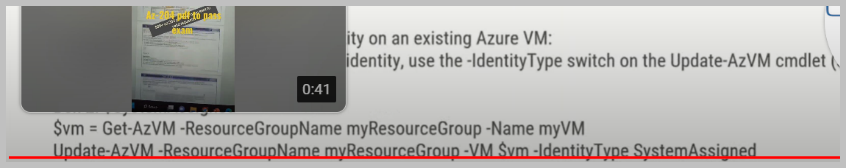 Az-204 pdf to pass
exam
ity on an existing Azure VM:
identity, use the -IdentityType switch on the Update-AzVM cmdlet
0:41
$vm = Get-AzVM -ResourceGroupName myResourceGroup -Name myVM
Update-AzVM -ResourceGroupName myResourceGroup -VM $vm -IdentityType SystemAssigned